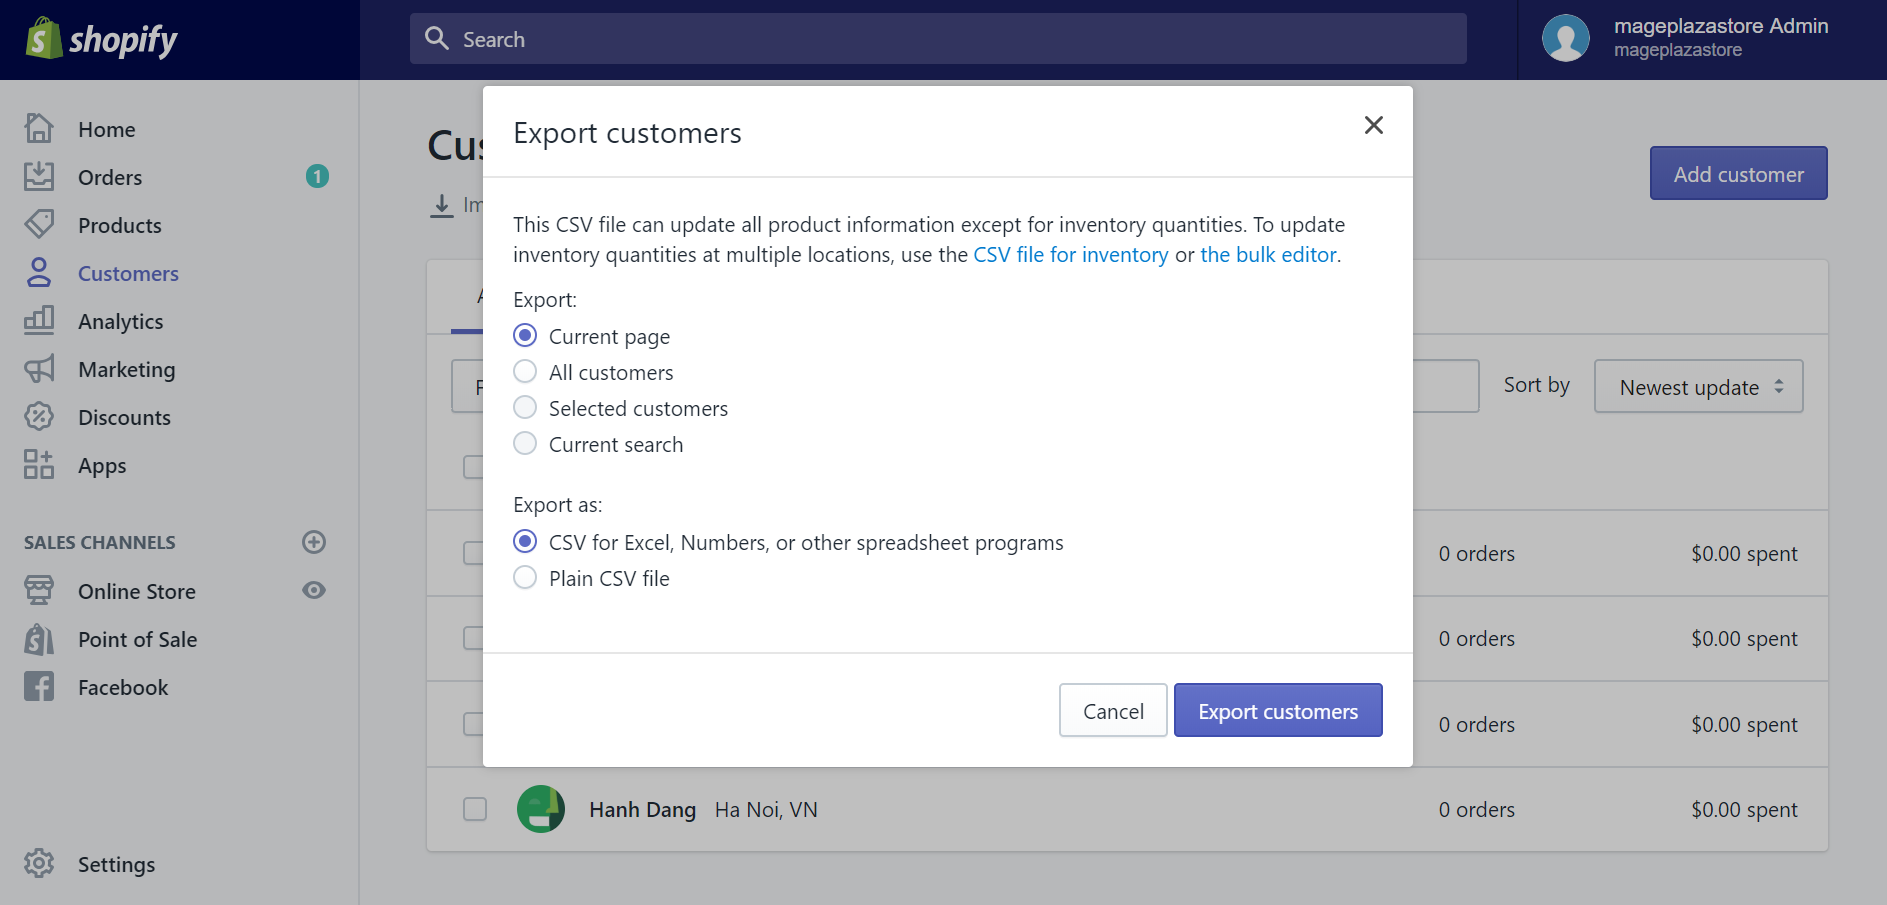 shopify
Search
mageplazastore Admin
mageplazastore
Home
Orders
1
Products
Customers
Analytics
Marketing
Discounts
Apps
SALES CHANNELS
Online Store
Point of Sale
Facebook
Settings
Add customer
Export customers
This CSV file can update all product information except for inventory quantities. To update
inventory quantities at multiple locations, use the CSV file for inventory or the bulk editor.
Export:
Current page
All customers
Selected customers
Current search
Export as:
CSV for Excel, Numbers, or other spreadsheet programs
Plain CSV file
Cancel
Export customers
Sort by
Newest update
0 orders $0.00 spent
0 orders $0.00 spent
0 orders $0.00 spent
Hanh Dang Ha Noi, VN 0 orders $0.00 spent